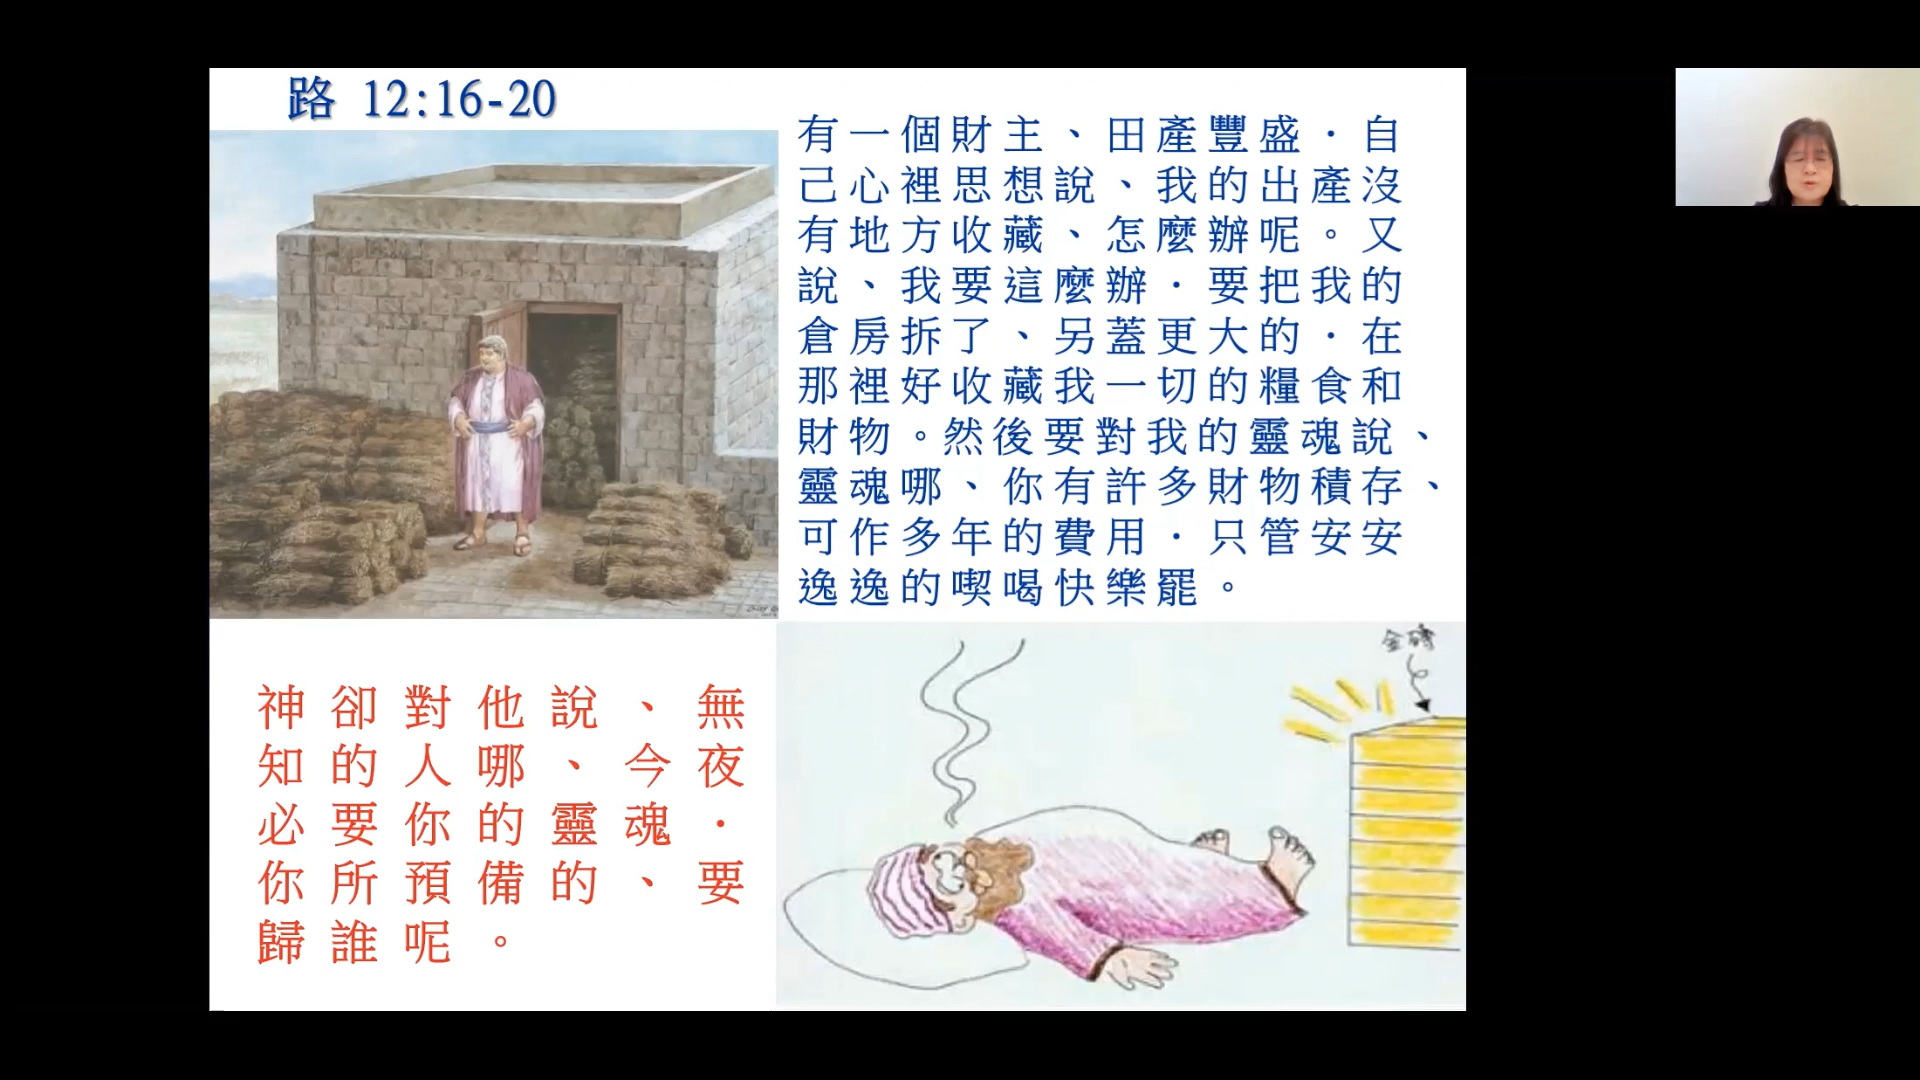 路 12:16-20
有一個財主、田產豐盛．自
己心裡思想說、我的出產沒
有地方收藏、怎麼辦呢。又
說、我要這麼辦．要把我的
倉房拆了、另蓋更大的．在
那裡好收藏我一切的糧食和
財物。然後要對我的靈魂說、
靈魂哪、你有許多財物積存、
可作多年的費用．只管安安
逸逸的喫喝快樂罷。
神卻對他說、無
知的人哪、今夜
必要你的靈魂．
你所預備的、要
歸誰呢。
金磚